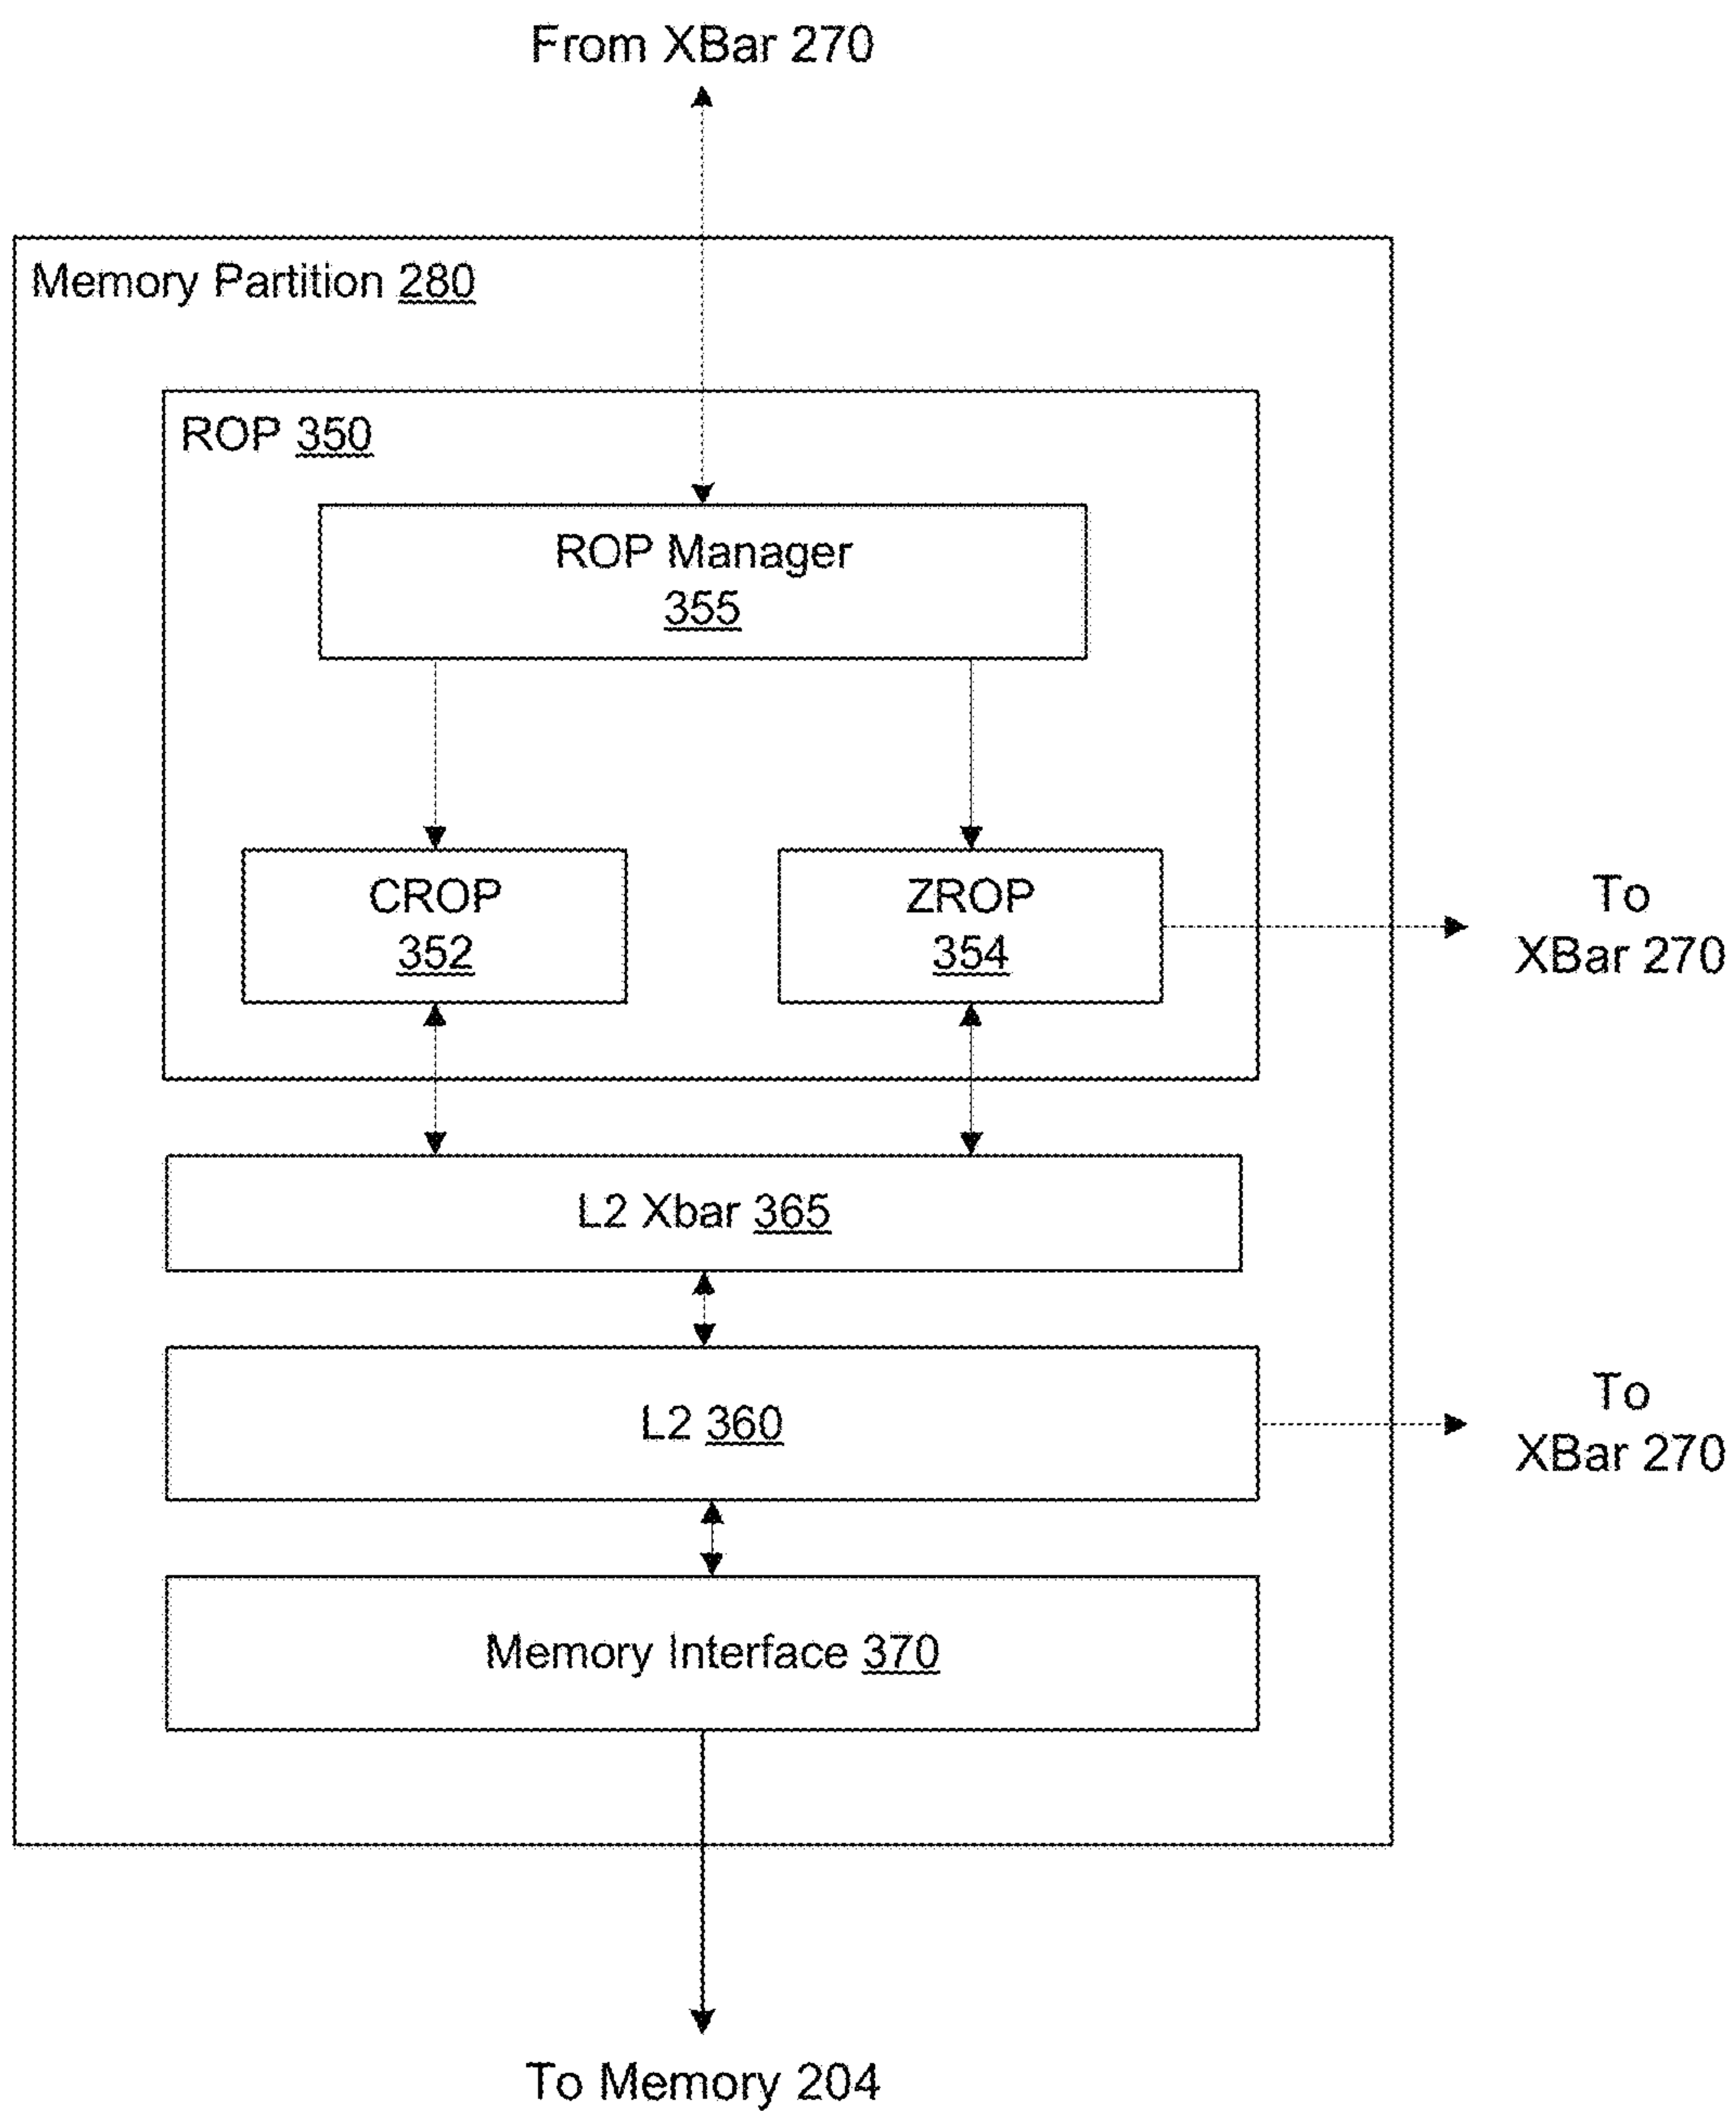 From XBar 270
Memory Partition 280
ROP 350
ROP Manager
355
CROP
352
ZROP
354
To
XBar 270
L2 Xbar 365
L2 360
To
XBar 270
Memory Interface 370
To Memory 204